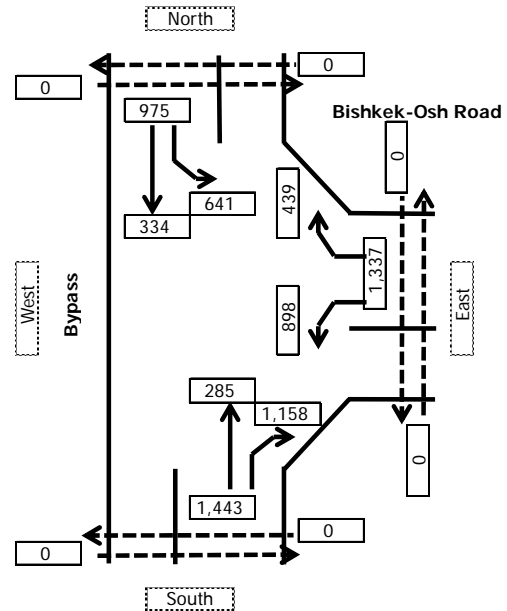 North
0
0
975
Bishkek-Osh Road
0
641
334
439
1,337
898
West
Bypass
East
285
1,158
1,443
0
0
0
South